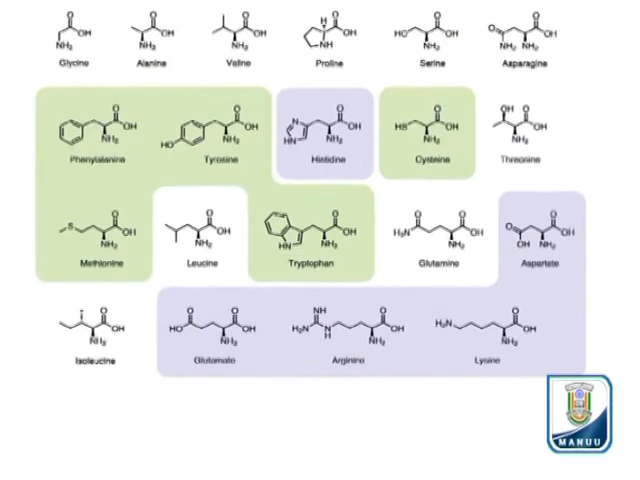 Glycine Alanine Valine Proline Serine Asparagine
Phenylalanine Tyrosine Histidine Cysteine Threonine
Methionine Leucine Tryptophan Glutamine Aspartate
Isoleucine Glutamate Arginine Lysine
MANUU